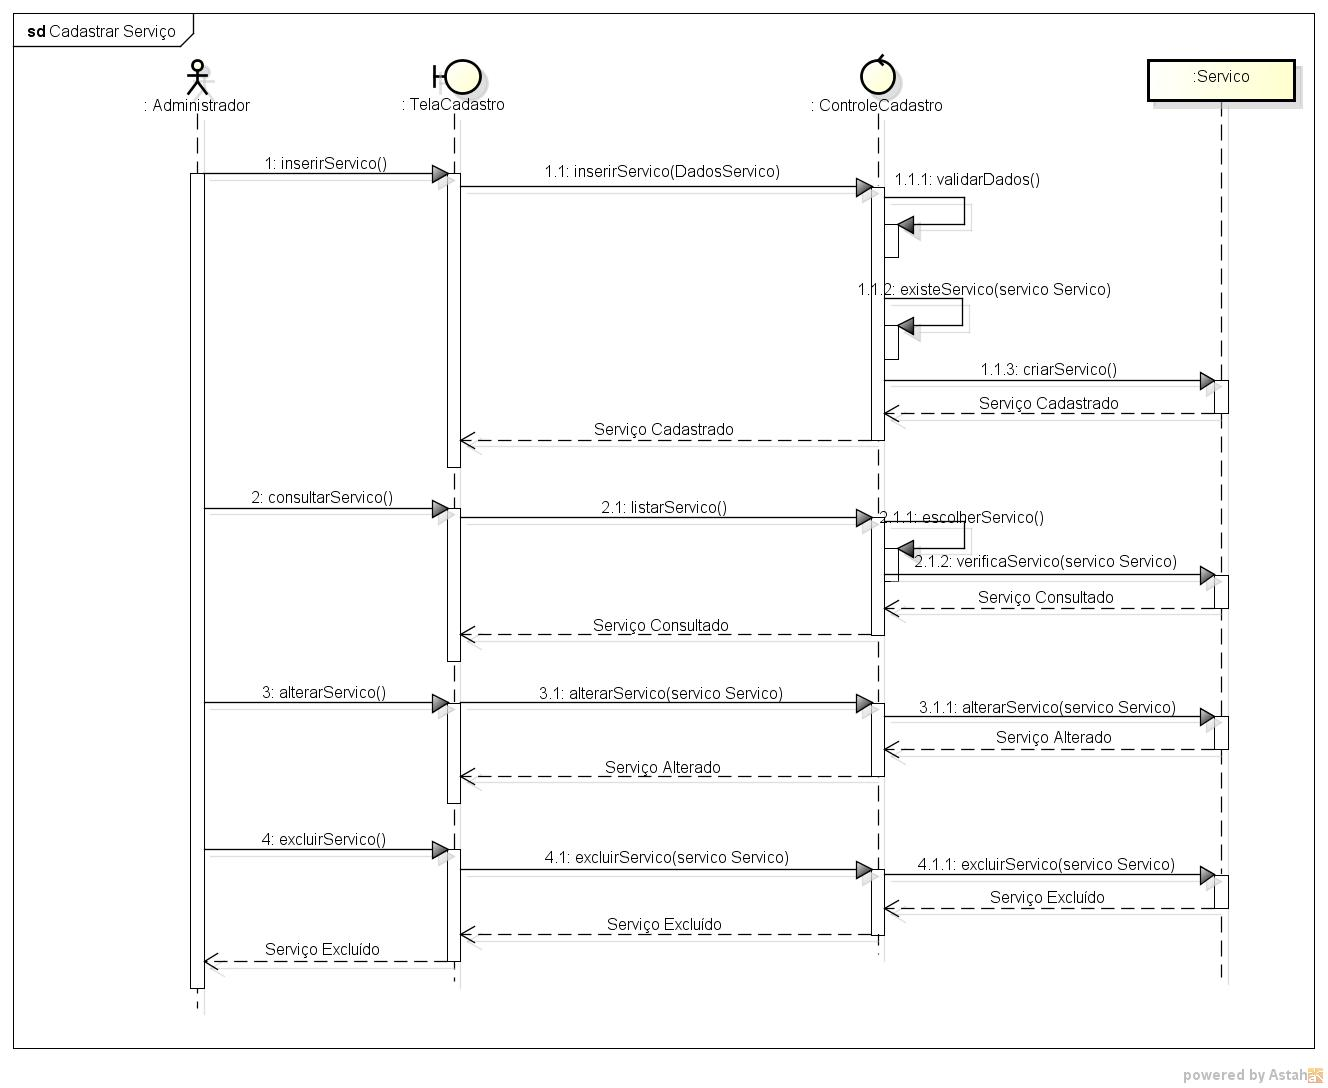 sd Cadastrar Serviço
: Administrador
: TelaCadastro
: ControleCadastro
:Servico
1: inserirServico()
1.1: inserirServico(DadosServico)
1.1.1: validarDados()
1.1.2: existeServico(servico Servico)
1.1.3: criarServico()
Serviço Cadastrado
Serviço Cadastrado
2: consultarServico()
2.1: listarServico()
2.1.1: escolherServico()
2.1.2: verificaServico(servico Servico)
Serviço Consultado
Serviço Consultado
3: alterarServico()
3.1: alterarServico(servico Servico)
3.1.1: alterarServico(servico Servico)
Serviço Alterado
Serviço Alterado
4: excluirServico()
4.1: excluirServico(servico Servico)
4.1.1: excluirServico(servico Servico)
Serviço Excluído
Serviço Excluído
Serviço Excluído
powered by Astah